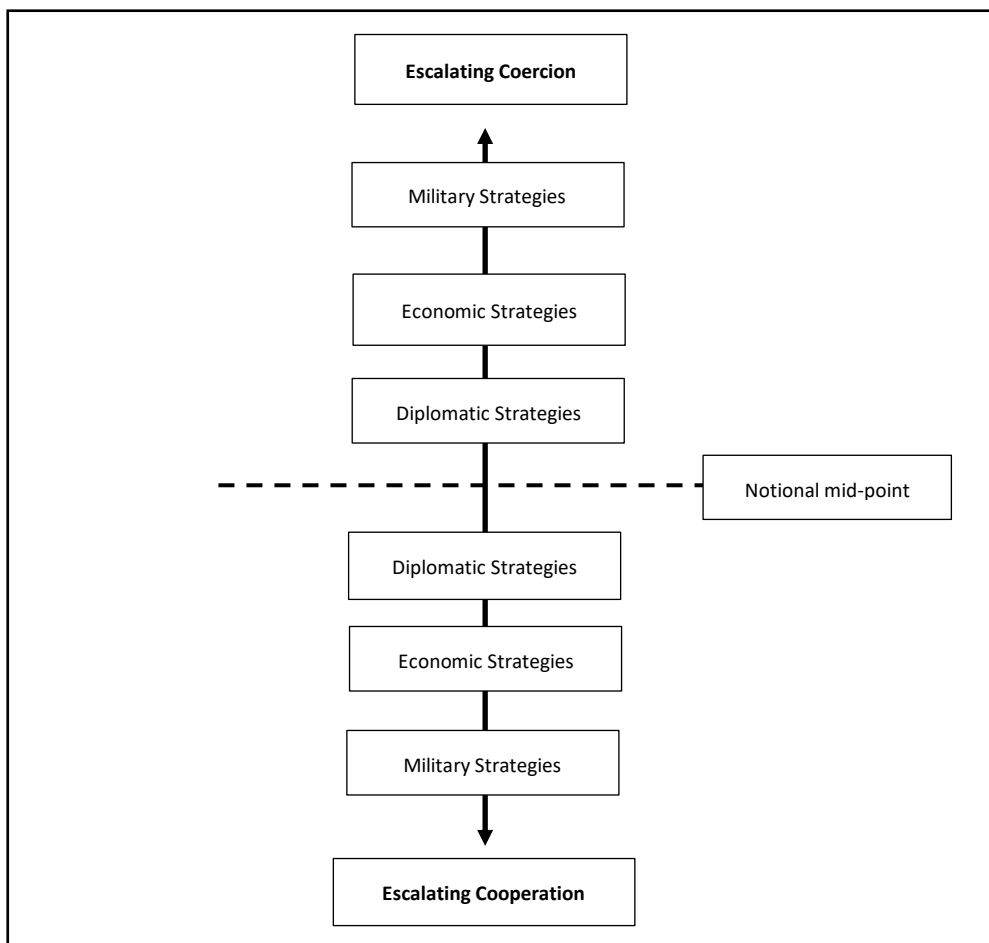 Escalating Coercion
Military Strategies
Economic Strategies
Diplomatic Strategies
Notional mid-point
Diplomatic Strategies
Economic Strategies
Military Strategies
Escalating Cooperation